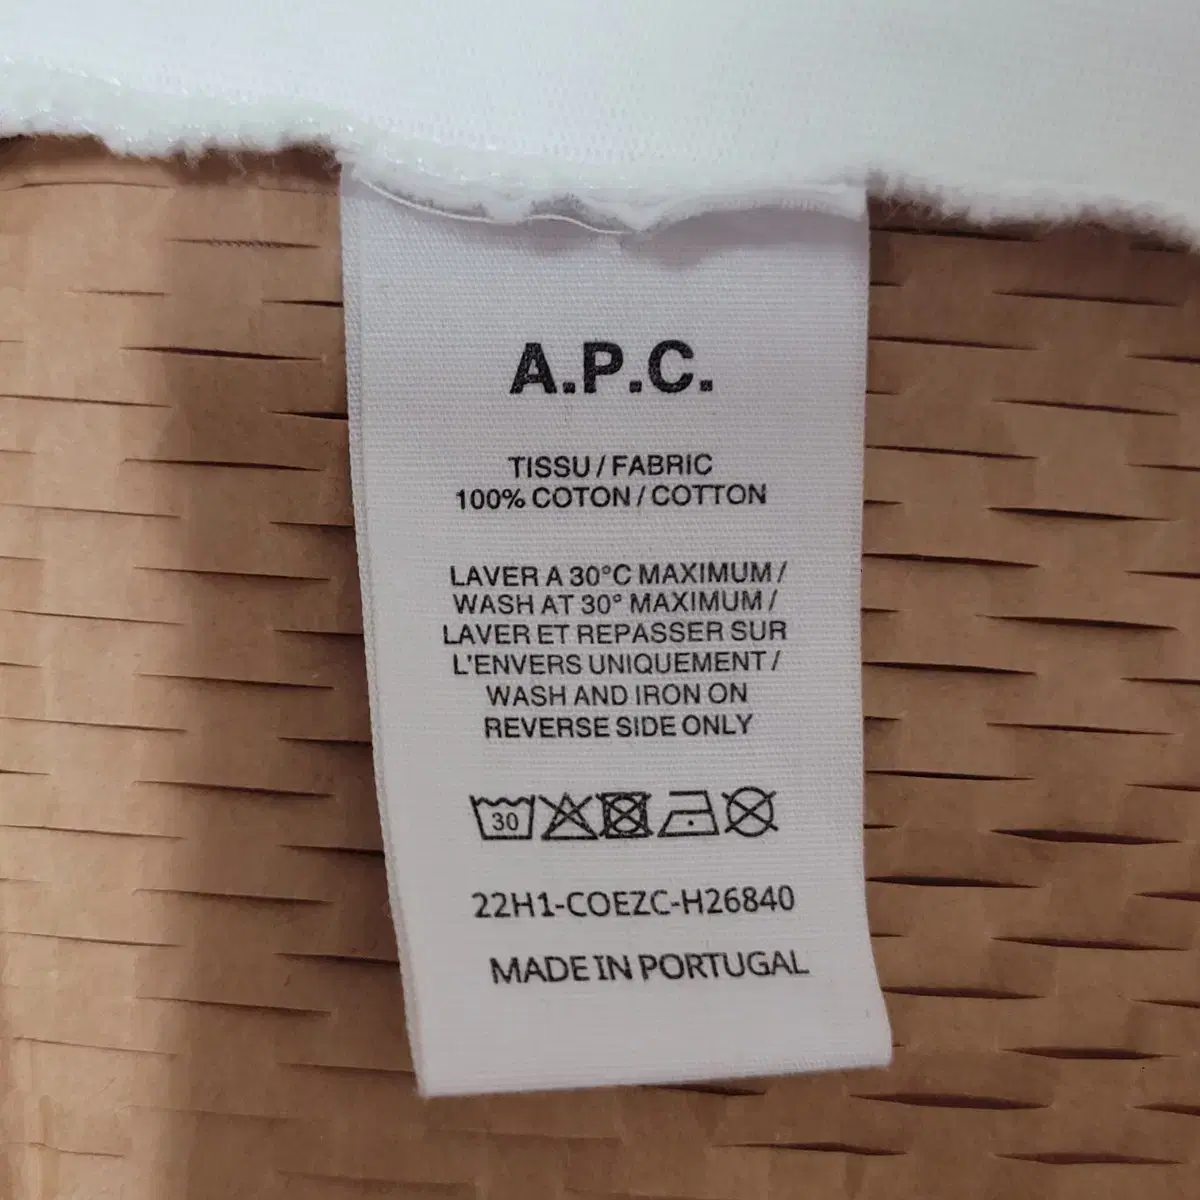 A.P.C.
TISSU / FABRIC
100% COTON / COTTON
LAVER A 30°C MAXIMUM /
WASH AT 30° MAXIMUM /
LAVER ET REPASSER SUR
L'ENVERS UNIQUEMENT /
WASH AND IRON ON
REVERSE SIDE ONLY
30
22H1-COEZC-H26840
MADE IN PORTUGAL